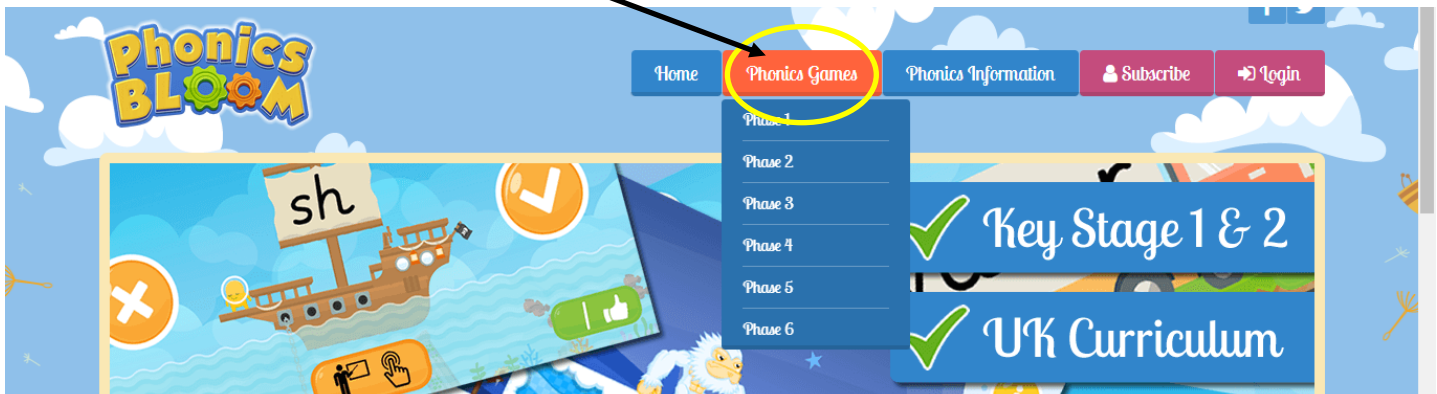 Phonics
BLOOM
Home
Phonics Games
Phonics Information
Subscribe
Login
Phase 1
Phase 2
Phase 3
Phase 4
Phase 5
Phase 6
sh
Key Stage 1 & 2
UK Curriculum